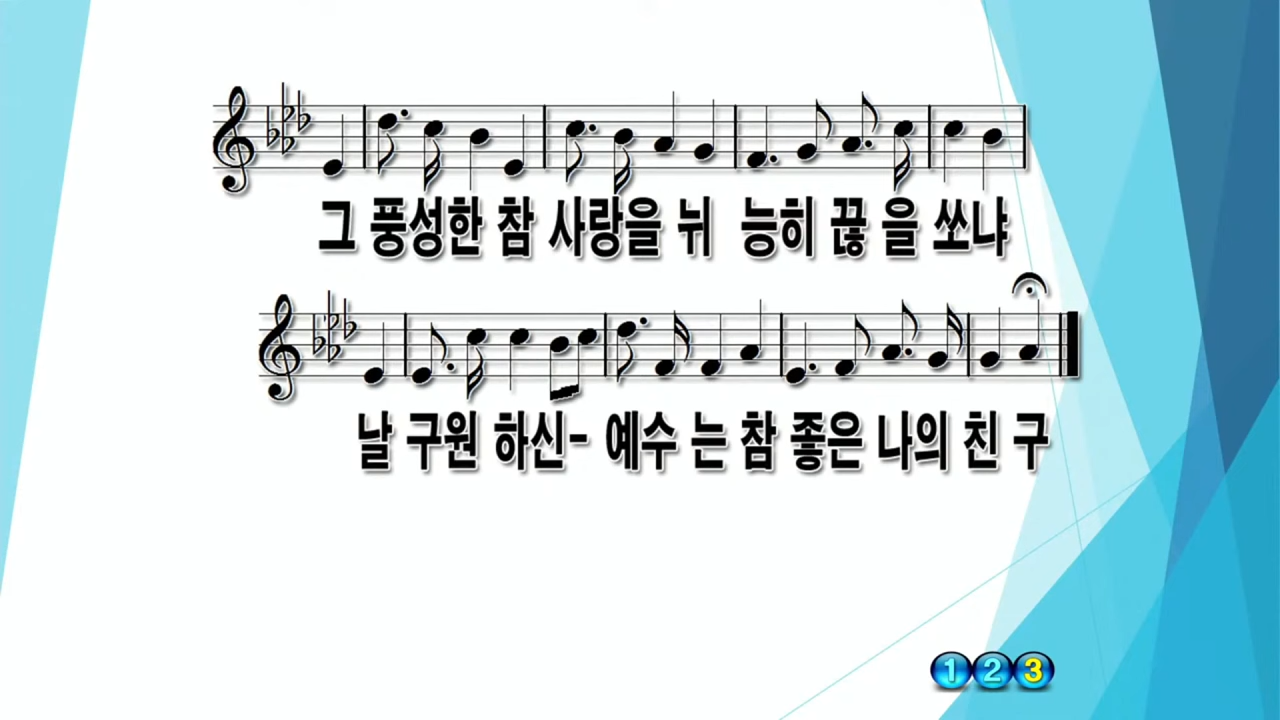 그 풍성한 참 사랑을 뉘 능히 끊을 쏘냐
날 구원 하신- 예수 는 참 좋은 나의 친 구
1 2 3